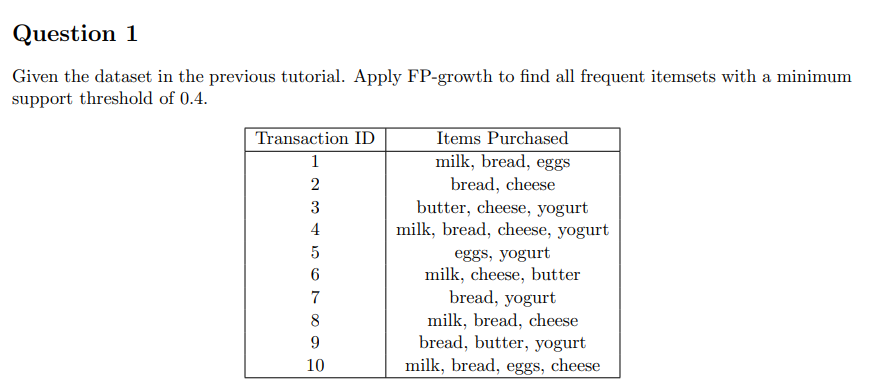 Question 1
Given the dataset in the previous tutorial. Apply FP-growth to find all frequent itemsets with a minimum
support threshold of 0.4.
Transaction ID Items Purchased
1 milk, bread, eggs
2 bread, cheese
3 butter, cheese, yogurt
4 milk, bread, cheese, yogurt
5 eggs, yogurt
6 milk, cheese, butter
7 bread, yogurt
8 milk, bread, cheese
9 bread, butter, yogurt
10 milk, bread, eggs, cheese